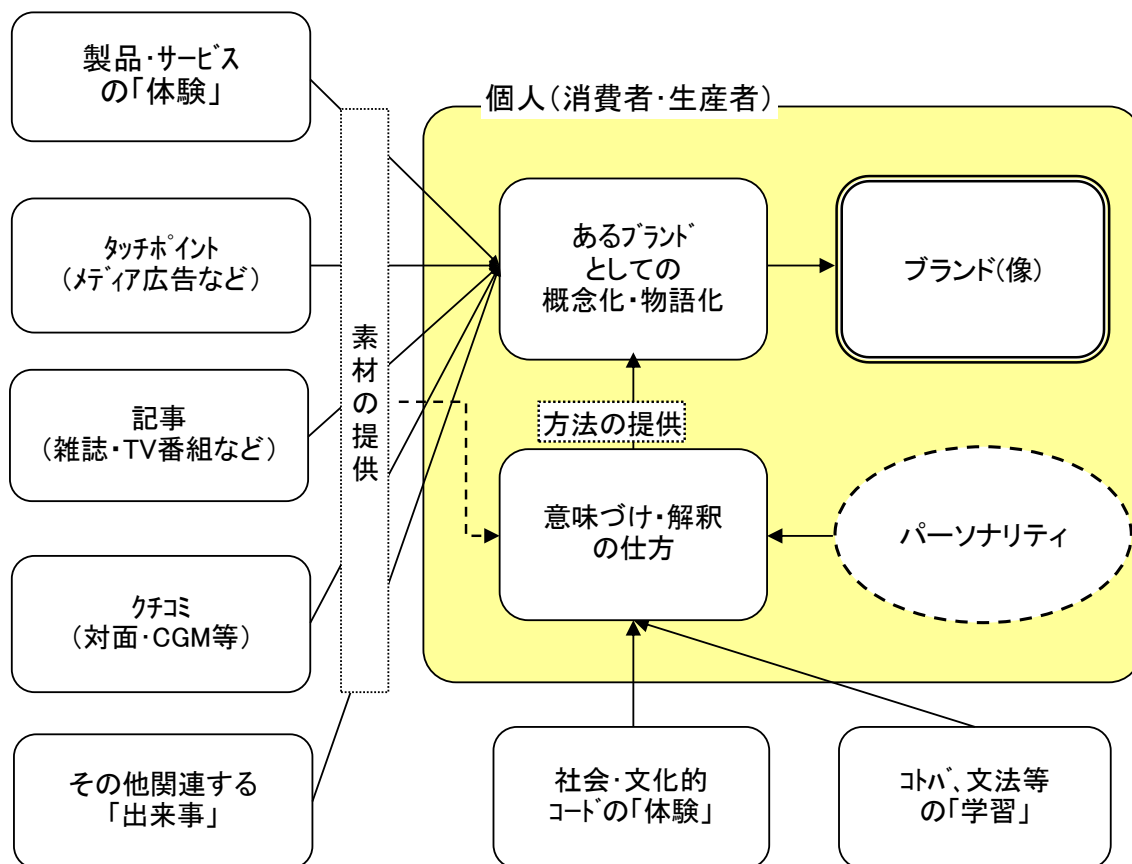 製品・サービス
の「体験」
個人（消費者・生産者）
ﾀｯﾁﾎﾟｲﾝﾄ
（ﾒﾃﾞｨｱ広告など）
あるﾌﾞﾗﾝﾄﾞ
としての
概念化・物語化
ブランド(像)
素材の提供
記事
（雑誌・TV番組など）
方法の提供
意味づけ・解釈
の仕方
パーソナリティ
ｸﾁｺﾐ
（対面・CGM等）
その他関連する
「出来事」
社会・文化的
ｺｰﾄﾞの「体験」
ｺﾄﾊﾞ、文法等
の「学習」